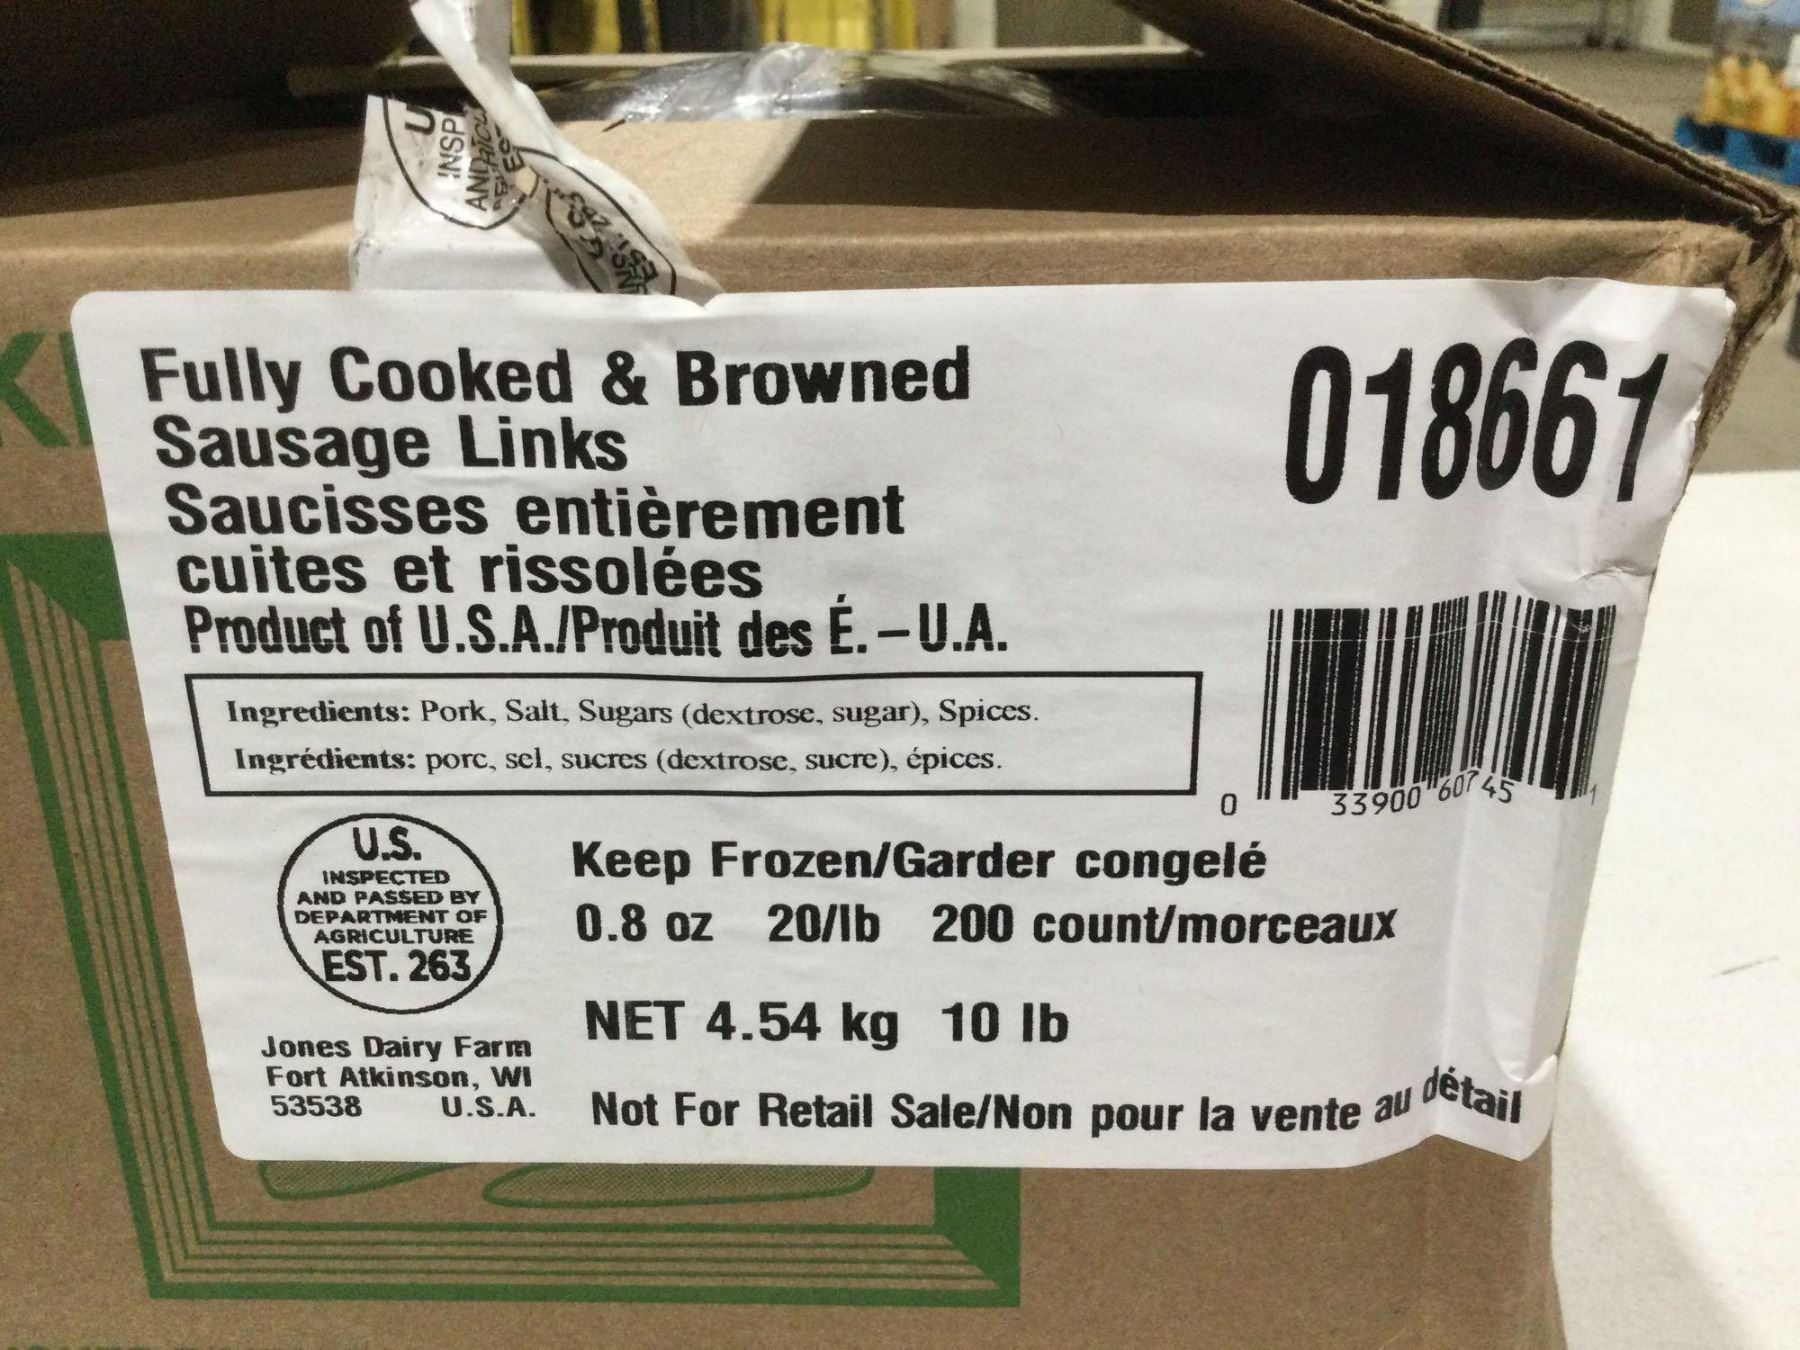 Fully Cooked & Browned
Sausage Links
Saucisses entièrement
cuites et rissolées
Product of U.S.A./Produit des É. – U.A.
018661
Ingredients: Pork, Salt, Sugars (dextrose, sugar), Spices.
Ingrédients: porc, sel, sucres (dextrose, sucre), épices.
0 33900 60745 1
U.S.
INSPECTED
AND PASSED BY
DEPARTMENT OF
AGRICULTURE
EST. 263
Keep Frozen/Garder congelé
0.8 oz 20/lb 200 count/morceaux
NET 4.54 kg 10 lb
Jones Dairy Farm
Fort Atkinson, WI
53538 U.S.A.
Not For Retail Sale/Non pour la vente au détail